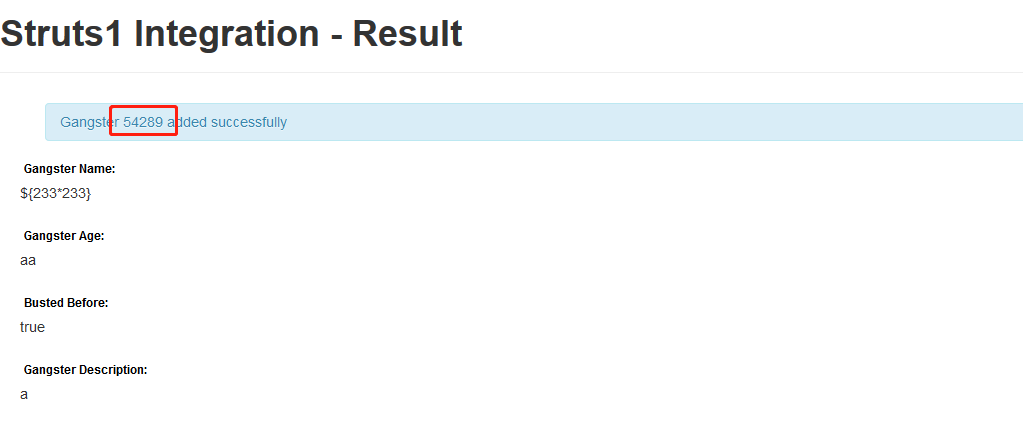 Struts1 Integration - Result
Gangster 54289 added successfully
Gangster Name:
${233*233}
Gangster Age:
aa
Busted Before:
true
Gangster Description:
a